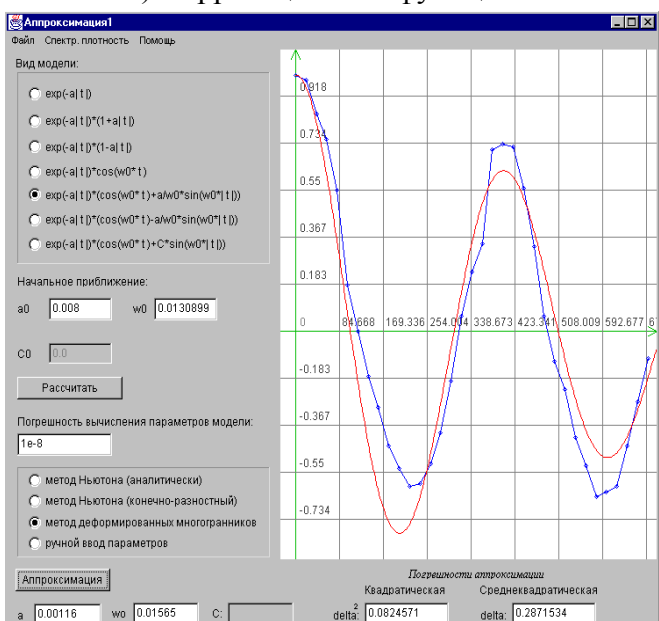 Аппроксимация1
Файл Спектр. плотность Помощь
Вид модели:
exp(-a|t|)
exp(-a|t|)*(1+a|t|)
exp(-a|t|)*(1-a|t|)
exp(-a|t|)*cos(w0*t)
exp(-a|t|)*(cos(w0*t)+a/w0*sin(w0*|t|))
exp(-a|t|)*(cos(w0*t)-a/w0*sin(w0*|t|))
exp(-a|t|)*(cos(w0*t)+C*sin(w0*|t|))
Начальное приближение:
a0 0.008 w0 0.0130899
C0 0.0
Рассчитать
Погрешность вычисления параметров модели:
1e-8
метод Ньютона (аналитически)
метод Ньютона (конечно-разностный)
метод деформированных многогранников
ручной ввод параметров
Аппроксимация
a 0.00116 wo 0.01565 C:
0.918
0.734
0.55
0.367
0.183
0 84.668 169.336 254.004 338.673 423.341 508.009 592.677
-0.183
-0.367
-0.55
-0.734
Погрешности аппроксимации
Квадратическая Среднеквадратическая
delta:² 0.0824571 delta: 0.2871534